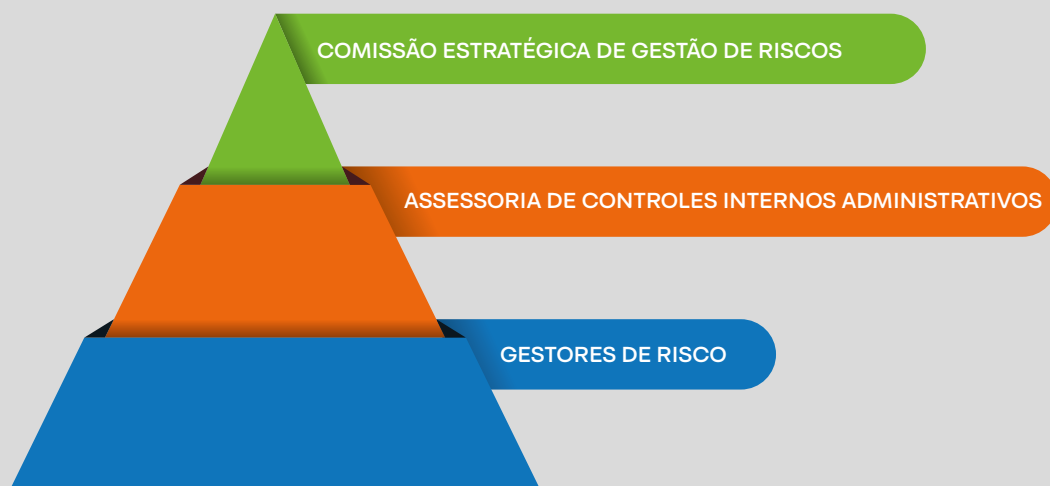 COMISSÃO ESTRATÉGICA DE GESTÃO DE RISCOS
ASSESSORIA DE CONTROLES INTERNOS ADMINISTRATIVOS
GESTORES DE RISCO